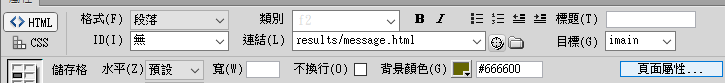 HTML 格式(F) 段落 類別 f2 B I 標題(T)
CSS ID(I) 無 連結(L) results/message.html 目標(G) imain
儲存格 水平(Z) 預設 寬(W) 不換行(O) 背景顏色(G) #666600 頁面屬性...